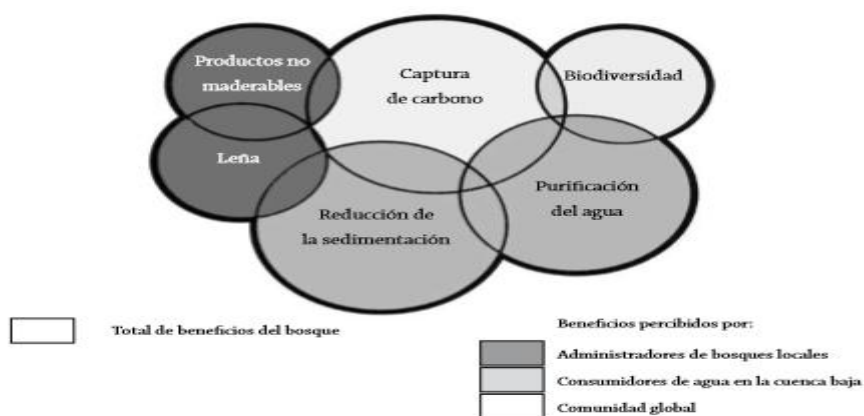 Productos no
maderables
Captura
de carbono
Biodiversidad
Leña
Purificación
del agua
Reducción de
la sedimentación
Total de beneficios del bosque
Beneficios percibidos por:
Administradores de bosques locales
Consumidores de agua en la cuenca baja
Comunidad global